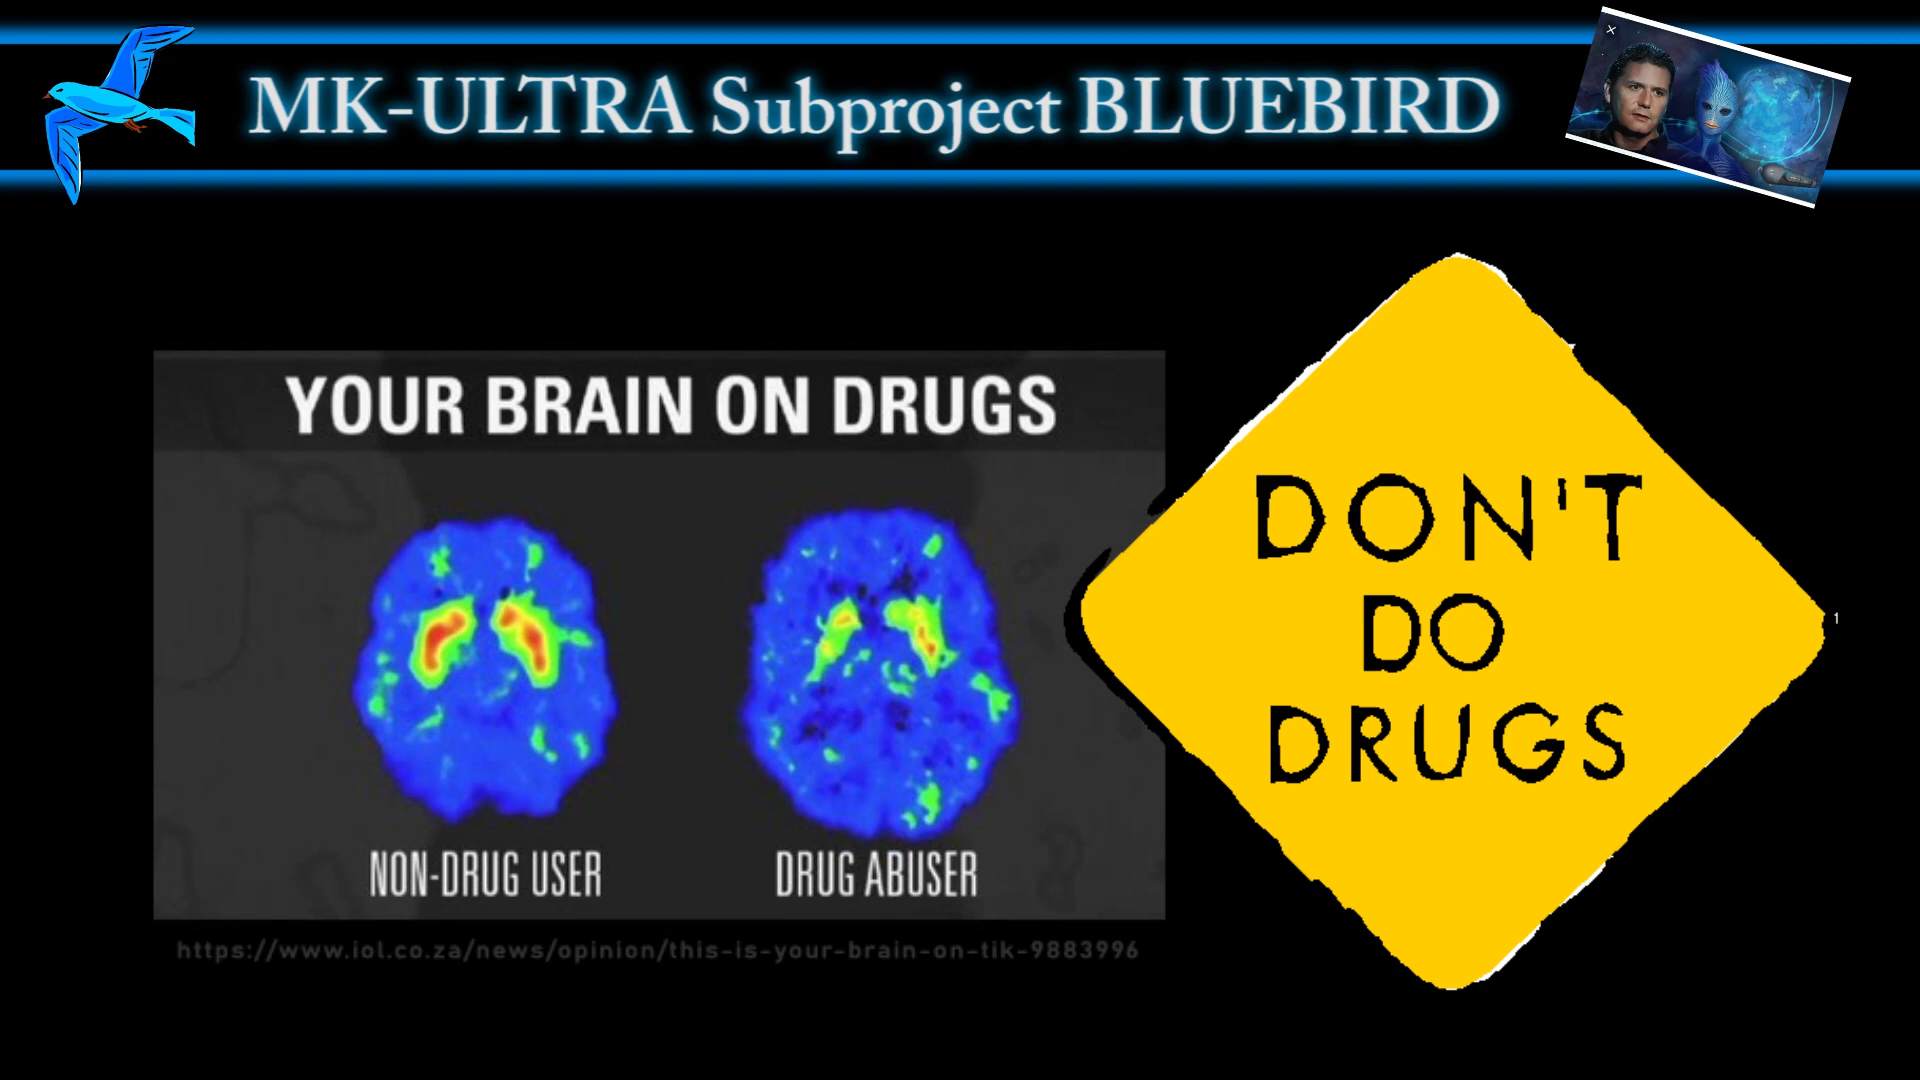 MK-ULTRA Subproject BLUEBIRD
YOUR BRAIN ON DRUGS
NON-DRUG USER
DRUG ABUSER
https://www.iol.co.za/news/opinion/this-is-your-brain-on-tik-9883996
DON'T
DO
DRUGS
1